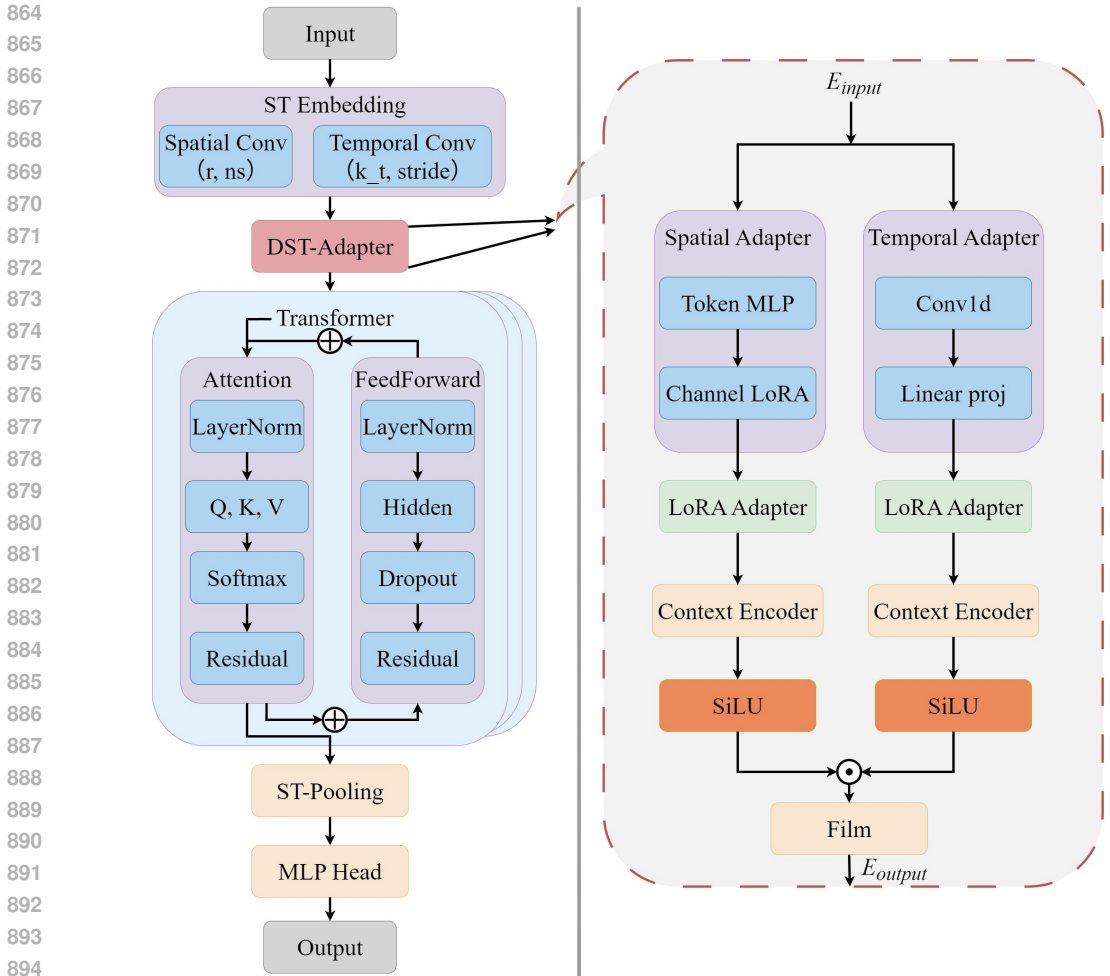 864
865
866
867
868
869
870
871
872
873
874
875
876
877
878
879
880
881
882
883
884
885
886
887
888
889
890
891
892
893
894
Input
ST Embedding
Spatial Conv
(r, ns)
Temporal Conv
(k_t, stride)
DST-Adapter
Transformer
Attention
LayerNorm
Q, K, V
Softmax
Residual
FeedForward
LayerNorm
Hidden
Dropout
Residual
ST-Pooling
MLP Head
Output
E_input
Spatial Adapter
Token MLP
Channel LoRA
LoRA Adapter
Context Encoder
SiLU
Temporal Adapter
Conv1d
Linear proj
LoRA Adapter
Context Encoder
SiLU
Film
E_output